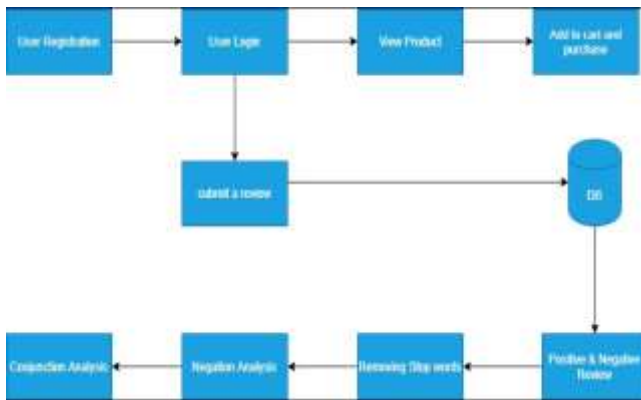 User Registration
User Login
View Product
Add to cart and
purchase
submit a review
DB
Conjunction Analysis
Negation Analysis
Removing Stop words
Positive & Negative
Review